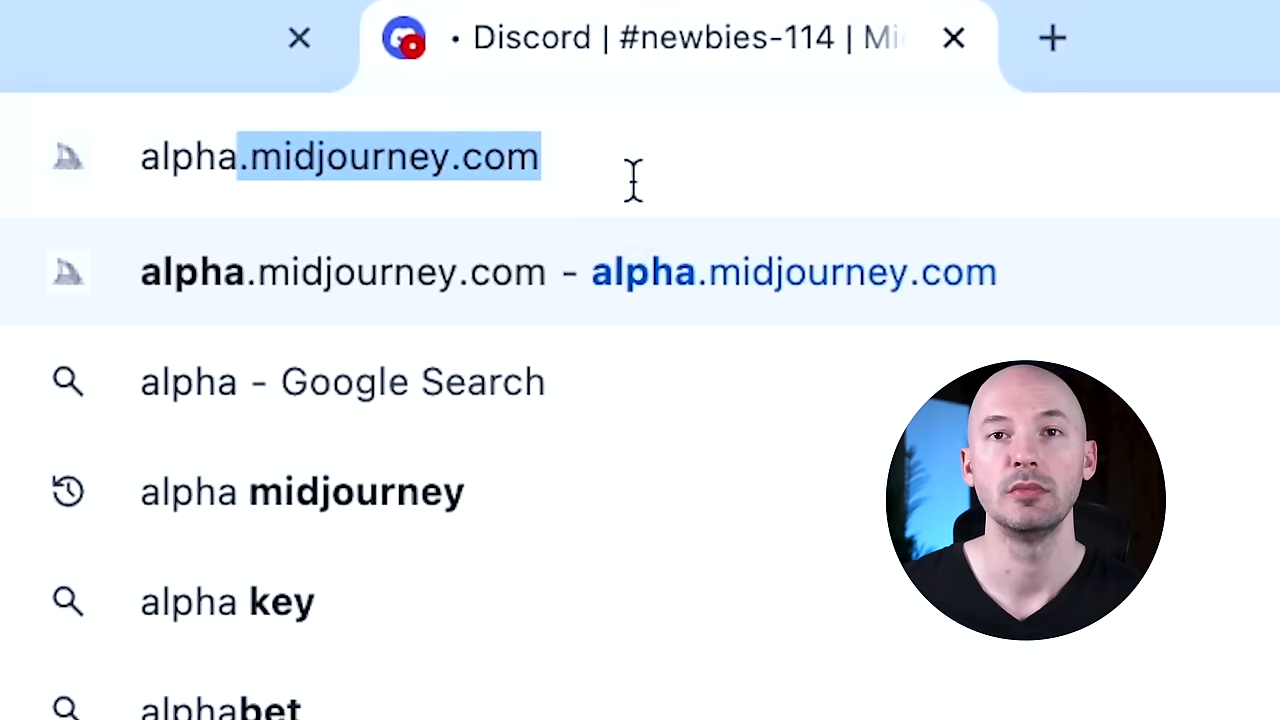 • Discord | #newbies-114 | Mi
alpha.midjourney.com
alpha.midjourney.com - alpha.midjourney.com
alpha - Google Search
alpha midjourney
alpha key
alphabet